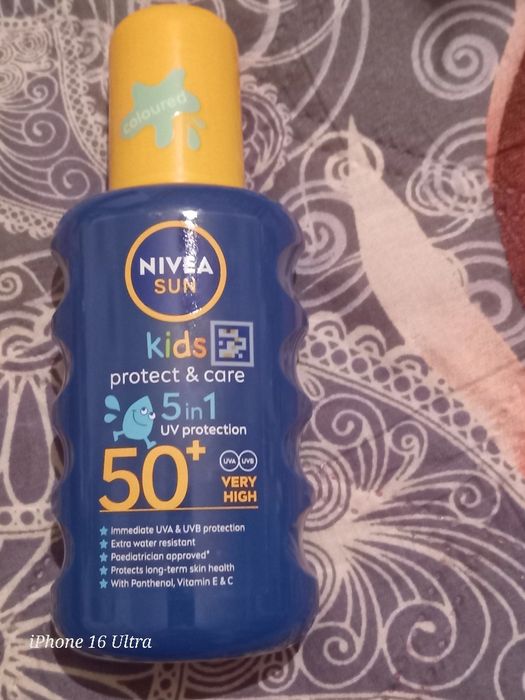 coloured
NIVEA
SUN
kids
protect & care
5 in 1
UV protection
50+
UVA UVB
VERY
HIGH
Immediate UVA & UVB protection
Extra water resistant
Paediatrician approved*
Protects long-term skin health
With Panthenol, Vitamin E & C
iPhone 16 Ultra